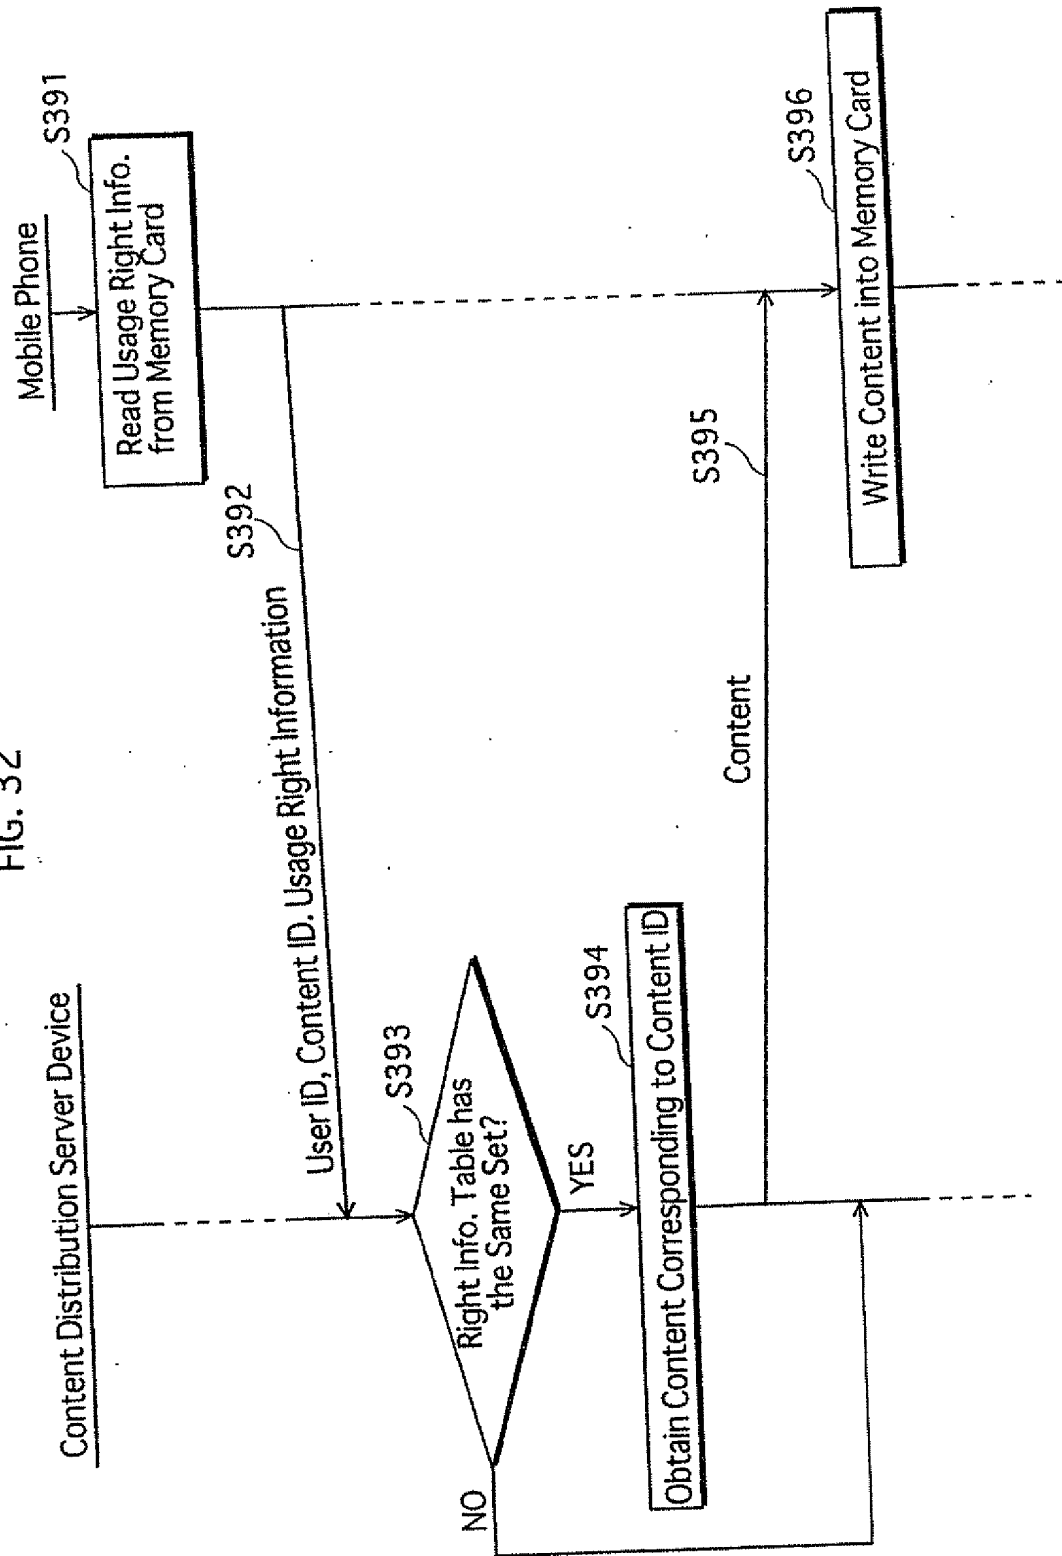 FIG. 32
Content Distribution Server Device
Mobile Phone
S391
Read Usage Right Info.
from Memory Card
S392
User ID, Content ID. Usage Right Information
S393
Right Info. Table has
the Same Set?
NO
YES
S394
Obtain Content Corresponding to Content ID
S395
Content
S396
Write Content into Memory Card